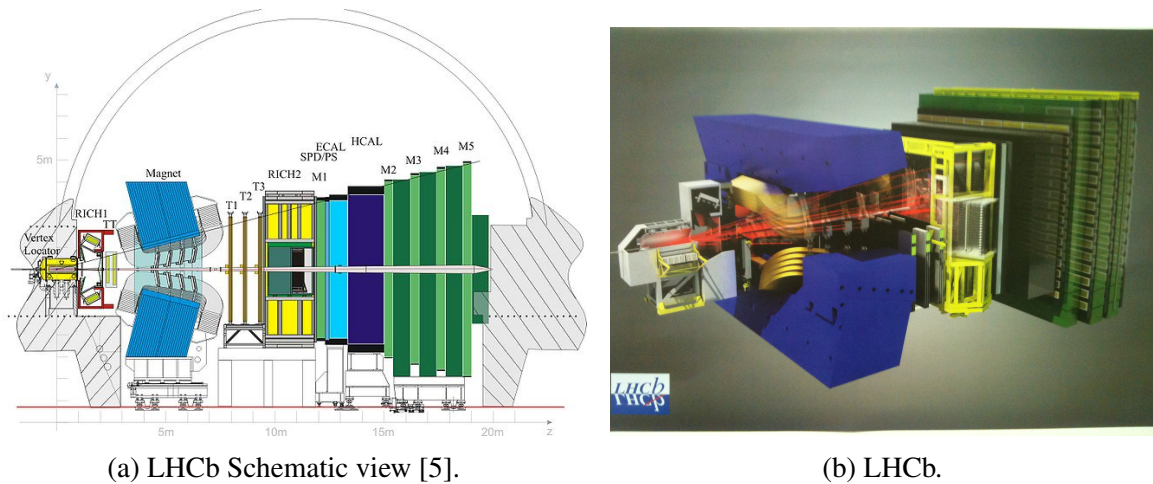 y
5m
Vertex
Locator
RICH1
TT
Magnet
T1
T2
T3
RICH2
M1
SPD/PS
ECAL
HCAL
M2
M3
M4
M5
5m
10m
15m
20m
z
LHCb
LHCb
(a) LHCb Schematic view [5].
(b) LHCb.